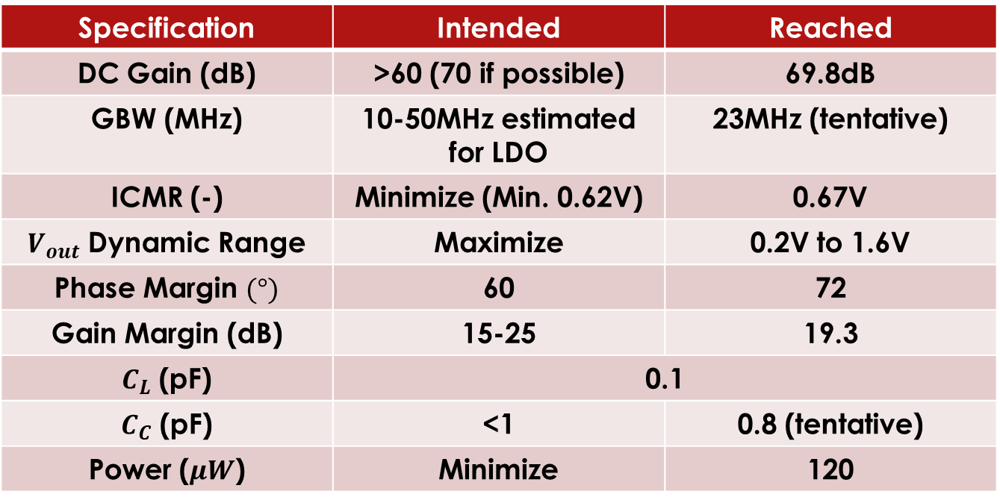 Specification Intended Reached
DC Gain (dB) >60 (70 if possible) 69.8dB
GBW (MHz) 10-50MHz estimated for LDO 23MHz (tentative)
ICMR (-) Minimize (Min. 0.62V) 0.67V
V_out Dynamic Range Maximize 0.2V to 1.6V
Phase Margin (°) 60 72
Gain Margin (dB) 15-25 19.3
C_L (pF) 0.1
C_C (pF) <1 0.8 (tentative)
Power (μW) Minimize 120